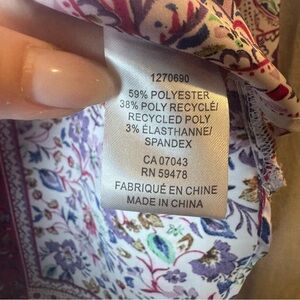 1270690
59% POLYESTER
38% POLY RECYCLÉ/
RECYCLED POLY
3% ÉLASTHANNE/
SPANDEX
CA 07043
RN 59478
FABRIQUÉ EN CHINE
MADE IN CHINA